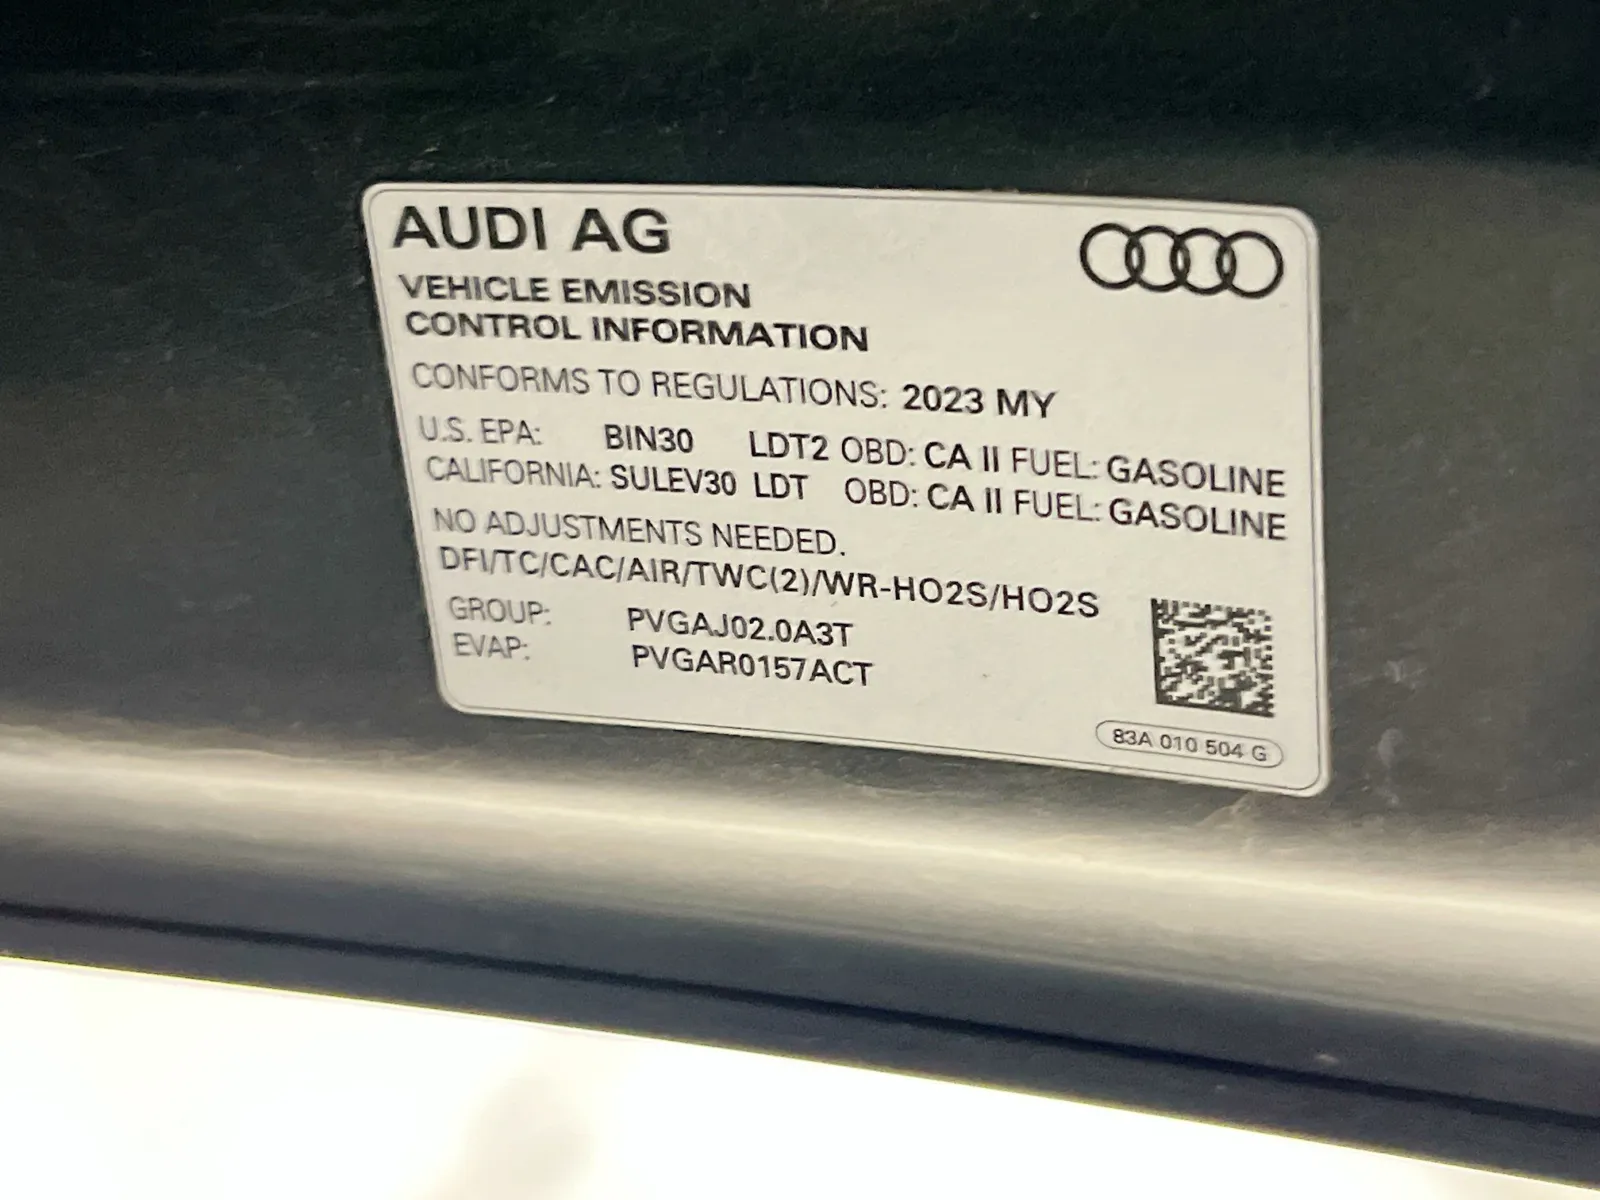 AUDI AG
VEHICLE EMISSION
CONTROL INFORMATION
CONFORMS TO REGULATIONS: 2023 MY
U.S. EPA: BIN30 LDT2 OBD: CA II FUEL: GASOLINE
CALIFORNIA: SULEV30 LDT OBD: CA II FUEL: GASOLINE
NO ADJUSTMENTS NEEDED.
DFI/TC/CAC/AIR/TWC(2)/WR-HO2S/HO2S
GROUP: PVGAJ02.0A3T
EVAP: PVGAR0157ACT
83A 010 504 G